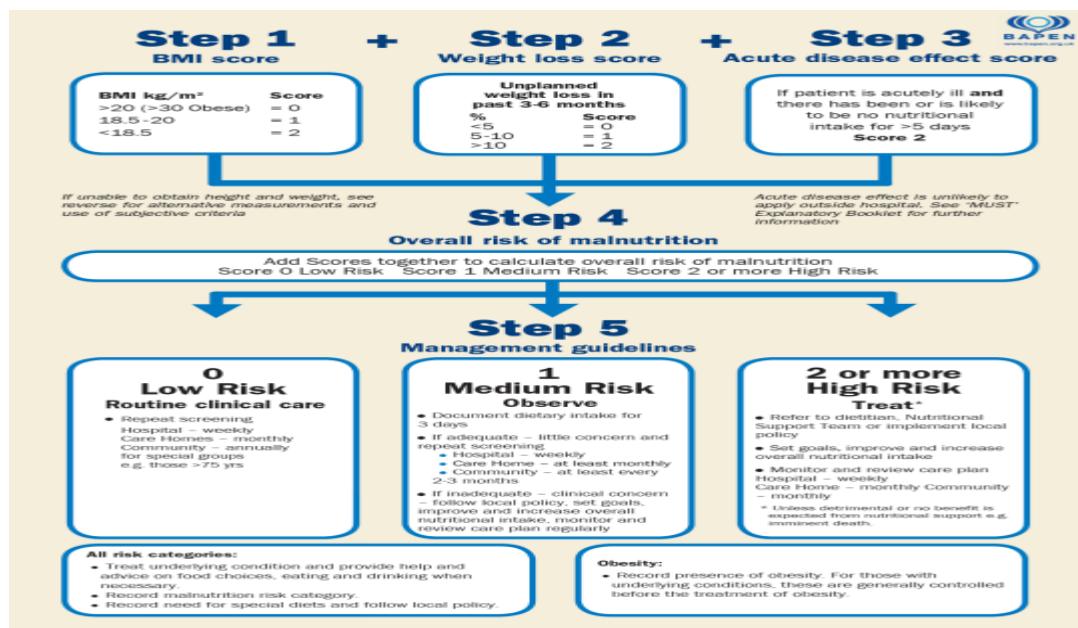 Step 1 + Step 2 + Step 3
BMI score
Weight loss score
Acute disease effect score
BAPEN
www.bapen.org.uk
BMI kg/m² Score
>20 (>30 Obese) = 0
18.5-20 = 1
<18.5 = 2
Unplanned
weight loss in
past 3-6 months
% Score
<5 = 0
5-10 = 1
>10 = 2
If patient is acutely ill and
there has been or is likely
to be no nutritional
intake for >5 days
Score 2
If unable to obtain height and weight, see
reverse for alternative measurements and
use of subjective criteria
Acute disease effect is unlikely to
apply outside hospital. See 'MUST'
Explanatory Booklet for further
information
Step 4
Overall risk of malnutrition
Add Scores together to calculate overall risk of malnutrition
Score 0 Low Risk Score 1 Medium Risk Score 2 or more High Risk
Step 5
Management guidelines
0
Low Risk
Routine clinical care
• Repeat screening
Hospital – weekly
Care Homes – monthly
Community – annually
for special groups
e.g. those >75 yrs
1
Medium Risk
Observe
• Document dietary intake for
3 days
• If adequate – little concern and
repeat screening
• Hospital – weekly
• Care Home – at least monthly
• Community – at least every
2-3 months
• If inadequate – clinical concern
– follow local policy, set goals,
improve and increase overall
nutritional intake, monitor and
review care plan regularly
2 or more
High Risk
Treat*
• Refer to dietitian, Nutritional
Support Team or implement local
policy
• Set goals, improve and increase
overall nutritional intake
• Monitor and review care plan
Hospital – weekly
Care Home – monthly Community
– monthly
* Unless detrimental or no benefit is
expected from nutritional support e.g.
imminent death.
All risk categories:
• Treat underlying condition and provide help and
advice on food choices, eating and drinking when
necessary.
• Record malnutrition risk category.
• Record need for special diets and follow local policy.
Obesity:
• Record presence of obesity. For those with
underlying conditions, these are generally controlled
before the treatment of obesity.